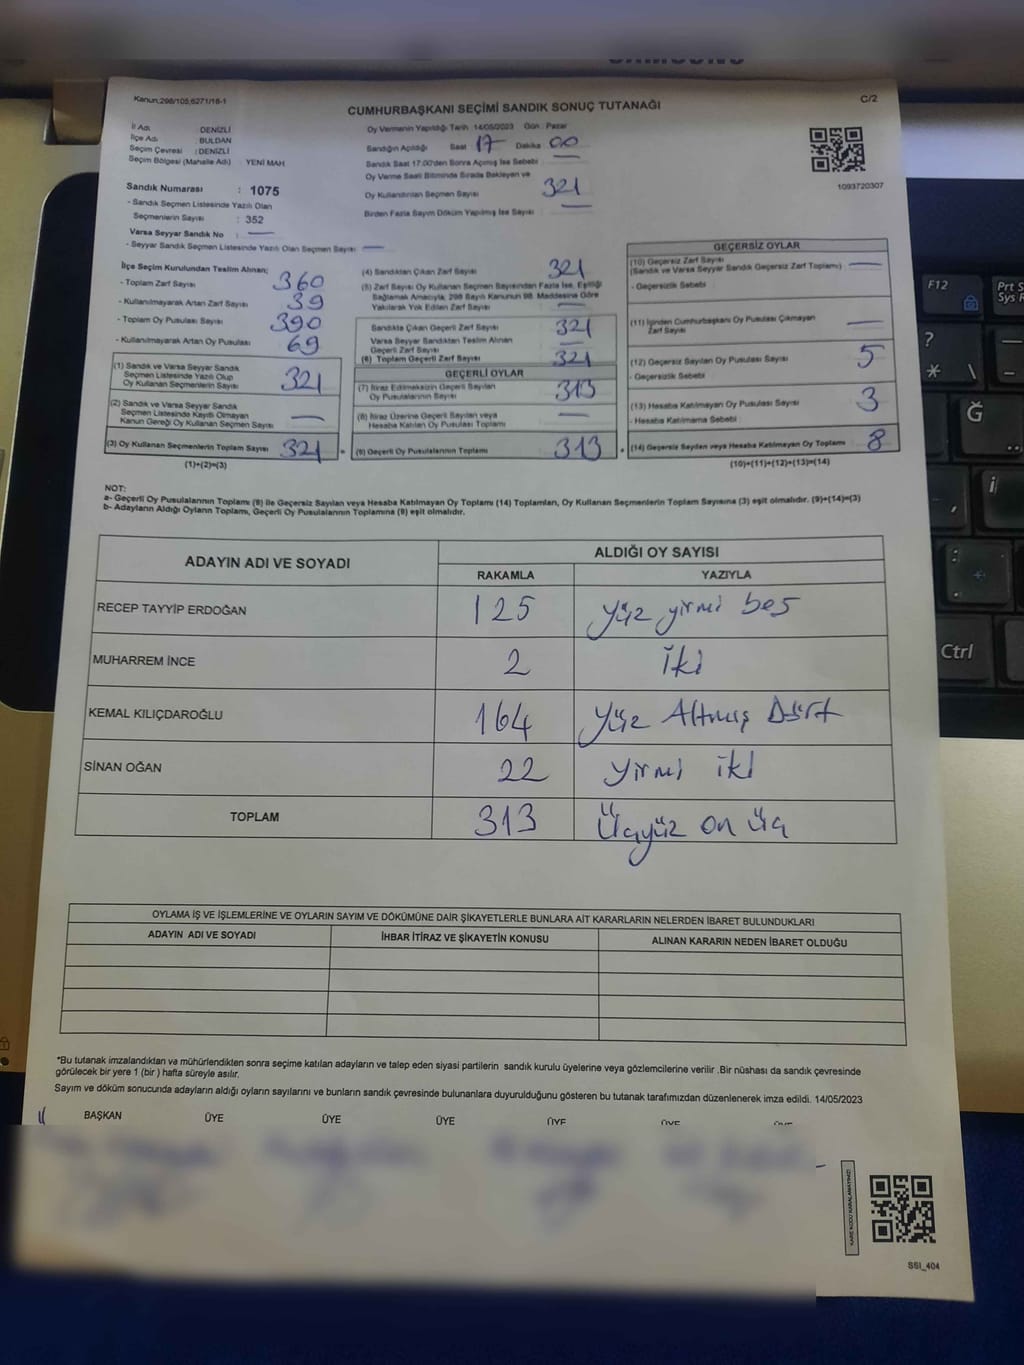 SAMSUNG
Kanun;298/105,6271/18-1
CUMHURBAŞKANI SEÇİMİ SANDIK SONUÇ TUTANAĞI
C/2
İl Adı : DENİZLİ
İlçe Adı : BULDAN
Seçim Çevresi : DENİZLİ
Seçim Bölgesi (Mahalle Adı) : YENİ MAH.
Sandık Numarası : 1075
- Sandık Seçmen Listesinde Yazılı Olan
Seçmenlerin Sayısı : 352
Varsa Seyyar Sandık No : —
- Seyyar Sandık Seçmen Listesinde Yazılı Olan Seçmen Sayısı —
Oy Vermenin Yapıldığı Tarih 14/05/2023 Gün : Pazar
Sandığın Açıldığı Saat 17 Dakika 00
Sandık Saat 17.00'den Sonra Açılmış İse Sebebi —
Oy Verme Saati Bitiminde Sırada Bekleyen ve
Oy Kullandırılan Seçmen Sayısı 321
Birden Fazla Sayım Döküm Yapılmış İse Sayısı —
1093720307
İlçe Seçim Kurulundan Teslim Alınan;
- Toplam Zarf Sayısı 360
- Kullanılmayarak Artan Zarf Sayısı 39
- Toplam Oy Pusulası Sayısı 390
- Kullanılmayarak Artan Oy Pusulası 69
(1) Sandık ve Varsa Seyyar Sandık
Seçmen Listesinde Yazılı Olup
Oy Kullanan Seçmenlerin Sayısı 321
(2) Sandık ve Varsa Seyyar Sandık
Seçmen Listesinde Kayıtlı Olmayan
Kanun Gereği Oy Kullanan Seçmen Sayısı —
(3) Oy Kullanan Seçmenlerin Toplam Sayısı 321
(1)+(2)=(3)
(4) Sandıktan Çıkan Zarf Sayısı 321
(5) Zarf Sayısı Oy Kullanan Seçmen Sayısından Fazla İse, Eşitliği
Sağlamak Amacıyla; 298 Sayılı Kanunun 98. Maddesine Göre
Yakılarak Yok Edilen Zarf Sayısı —
Sandıkta Çıkan Geçerli Zarf Sayısı 321
Varsa Seyyar Sandıktan Teslim Alınan
Geçerli Zarf Sayısı —
(6) Toplam Geçerli Zarf Sayısı 321
GEÇERLİ OYLAR
(7) İtiraz Edilmeksizin Geçerli Sayılan
Oy Pusulalarının Sayısı 313
(8) İtiraz Üzerine Geçerli Sayılan veya
Hesaba Katılan Oy Pusulası Toplamı —
= (9) Geçerli Oy Pusulalarının Toplamı 313
GEÇERSİZ OYLAR
(10) Geçersiz Zarf Sayısı
(Sandık ve Varsa Seyyar Sandık Geçersiz Zarf Toplamı) —
- Geçersizlik Sebebi
(11) İçinden Cumhurbaşkanı Oy Pusulası Çıkmayan
Zarf Sayısı —
(12) Geçersiz Sayılan Oy Pusulası Sayısı 5
- Geçersizlik Sebebi
(13) Hesaba Katılmayan Oy Pusulası Sayısı 3
- Hesaba Katılmama Sebebi
+ (14) Geçersiz Sayılan veya Hesaba Katılmayan Oy Toplamı 8
(10)+(11)+(12)+(13)=(14)
NOT:
a- Geçerli Oy Pusulalarının Toplamı (9) ile Geçersiz Sayılan veya Hesaba Katılmayan Oy Toplamı (14) Toplamları, Oy Kullanan Seçmenlerin Toplam Sayısına (3) eşit olmalıdır. (9)+(14)=(3)
b- Adayların Aldığı Oyların Toplamı, Geçerli Oy Pusulalarının Toplamına (9) eşit olmalıdır.
ADAYIN ADI VE SOYADI
ALDIĞI OY SAYISI
RAKAMLA YAZIYLA
RECEP TAYYİP ERDOĞAN 125 Yüz yirmi beş
MUHARREM İNCE 2 İki
KEMAL KILIÇDAROĞLU 164 Yüz Altmış Dört
SİNAN OĞAN 22 Yirmi iki
TOPLAM 313 Üçyüz on üç
OYLAMA İŞ VE İŞLEMLERİNE VE OYLARIN SAYIM VE DÖKÜMÜNE DAİR ŞİKAYETLERLE BUNLARA AİT KARARLARIN NELERDEN İBARET BULUNDUKLARI
ADAYIN ADI VE SOYADI İHBAR İTİRAZ VE ŞİKAYETİN KONUSU ALINAN KARARIN NEDEN İBARET OLDUĞU
*Bu tutanak imzalandıktan va mühürlendikten sonra seçime katılan adayların ve talep eden siyasi partilerin sandık kurulu üyelerine veya gözlemcilerine verilir .Bir nüshası da sandık çevresinde
görülecek bir yere 1 (bir ) hafta süreyle asılır.
Sayım ve döküm sonucunda adayların aldığı oyların sayılarını ve bunların sandık çevresinde bulunanlara duyurulduğunu gösteren bu tutanak tarafımızdan düzenlenerek imza edildi. 14/05/2023
BAŞKAN ÜYE ÜYE ÜYE ÜYE ÜYE ÜYE
KARE KODU KARALAMAYINIZ!
SSI_404
F12
Prt S
Sys R
?
* \
Ğ
i
Ctrl